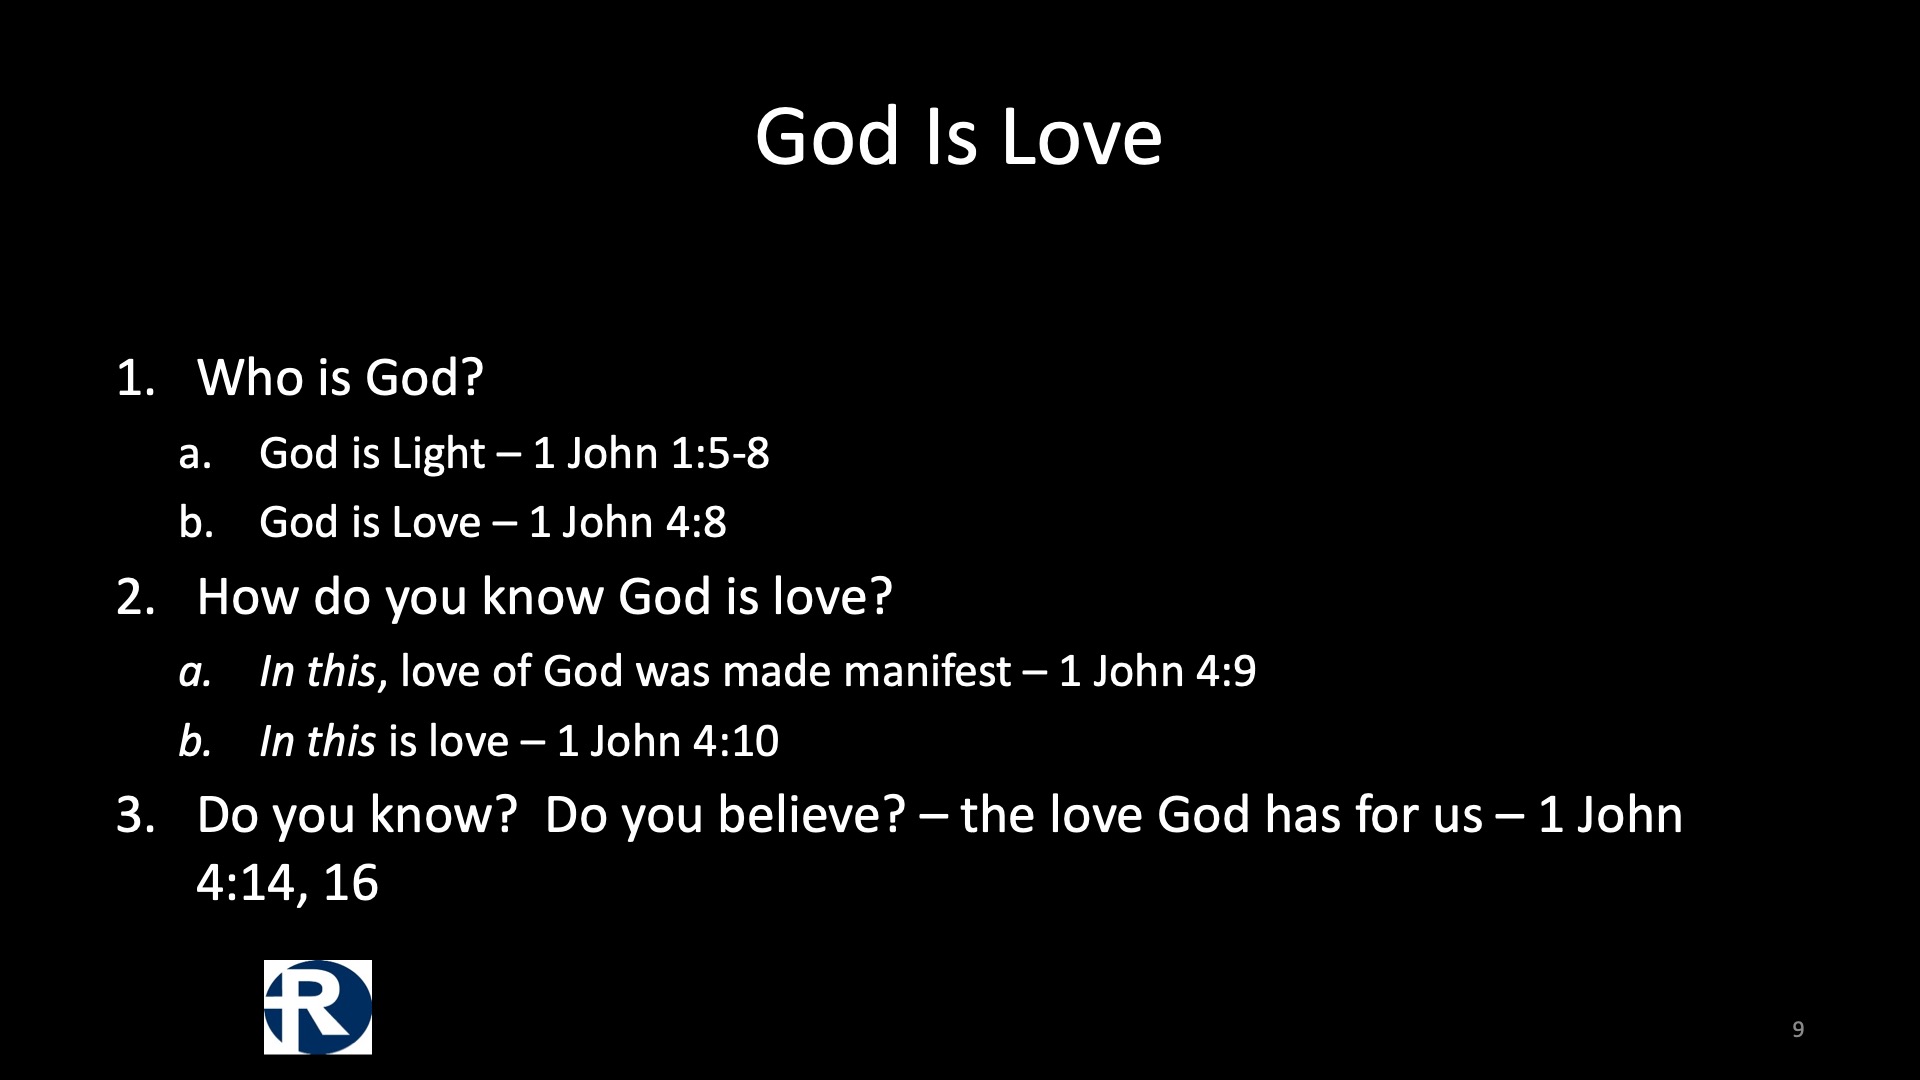 God Is Love
1. Who is God?
a. God is Light – 1 John 1:5-8
b. God is Love – 1 John 4:8
2. How do you know God is love?
a. In this, love of God was made manifest – 1 John 4:9
b. In this is love – 1 John 4:10
3. Do you know?  Do you believe? – the love God has for us – 1 John
4:14, 16
R
9